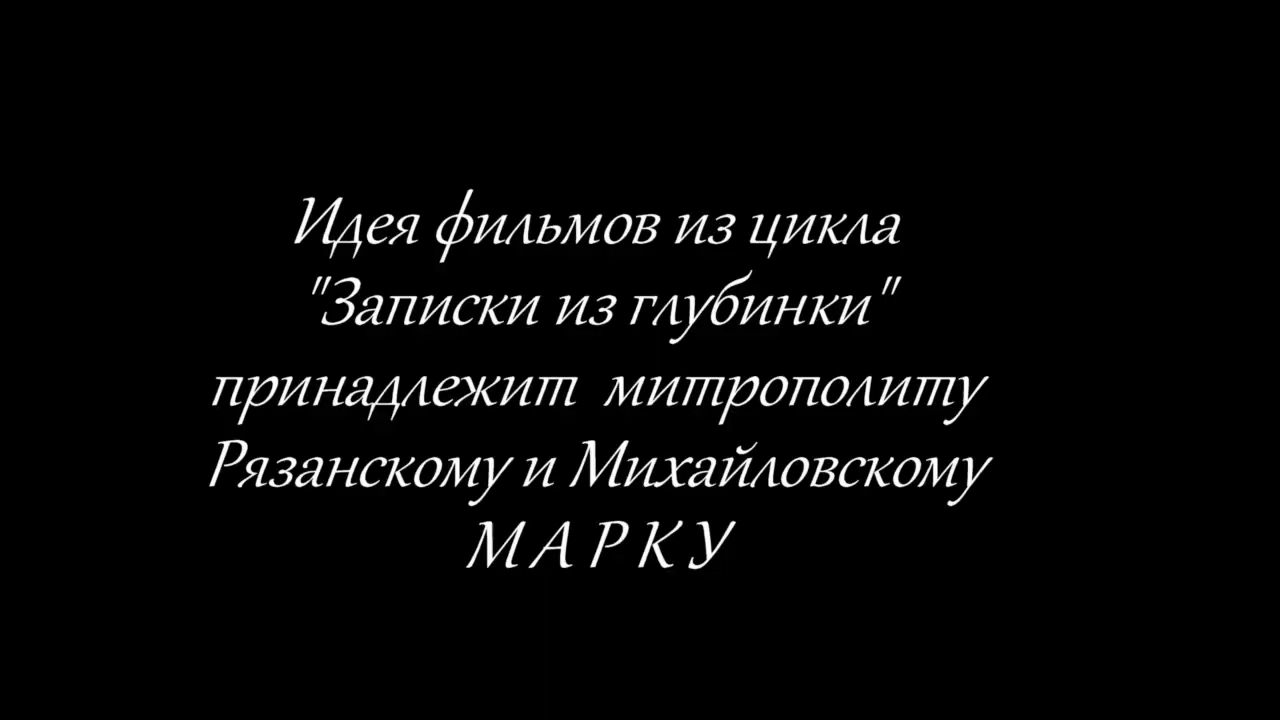 Идея фильмов из цикла
"Записки из глубинки"
принадлежит митрополиту
Рязанскому и Михайловскому
М А Р К У